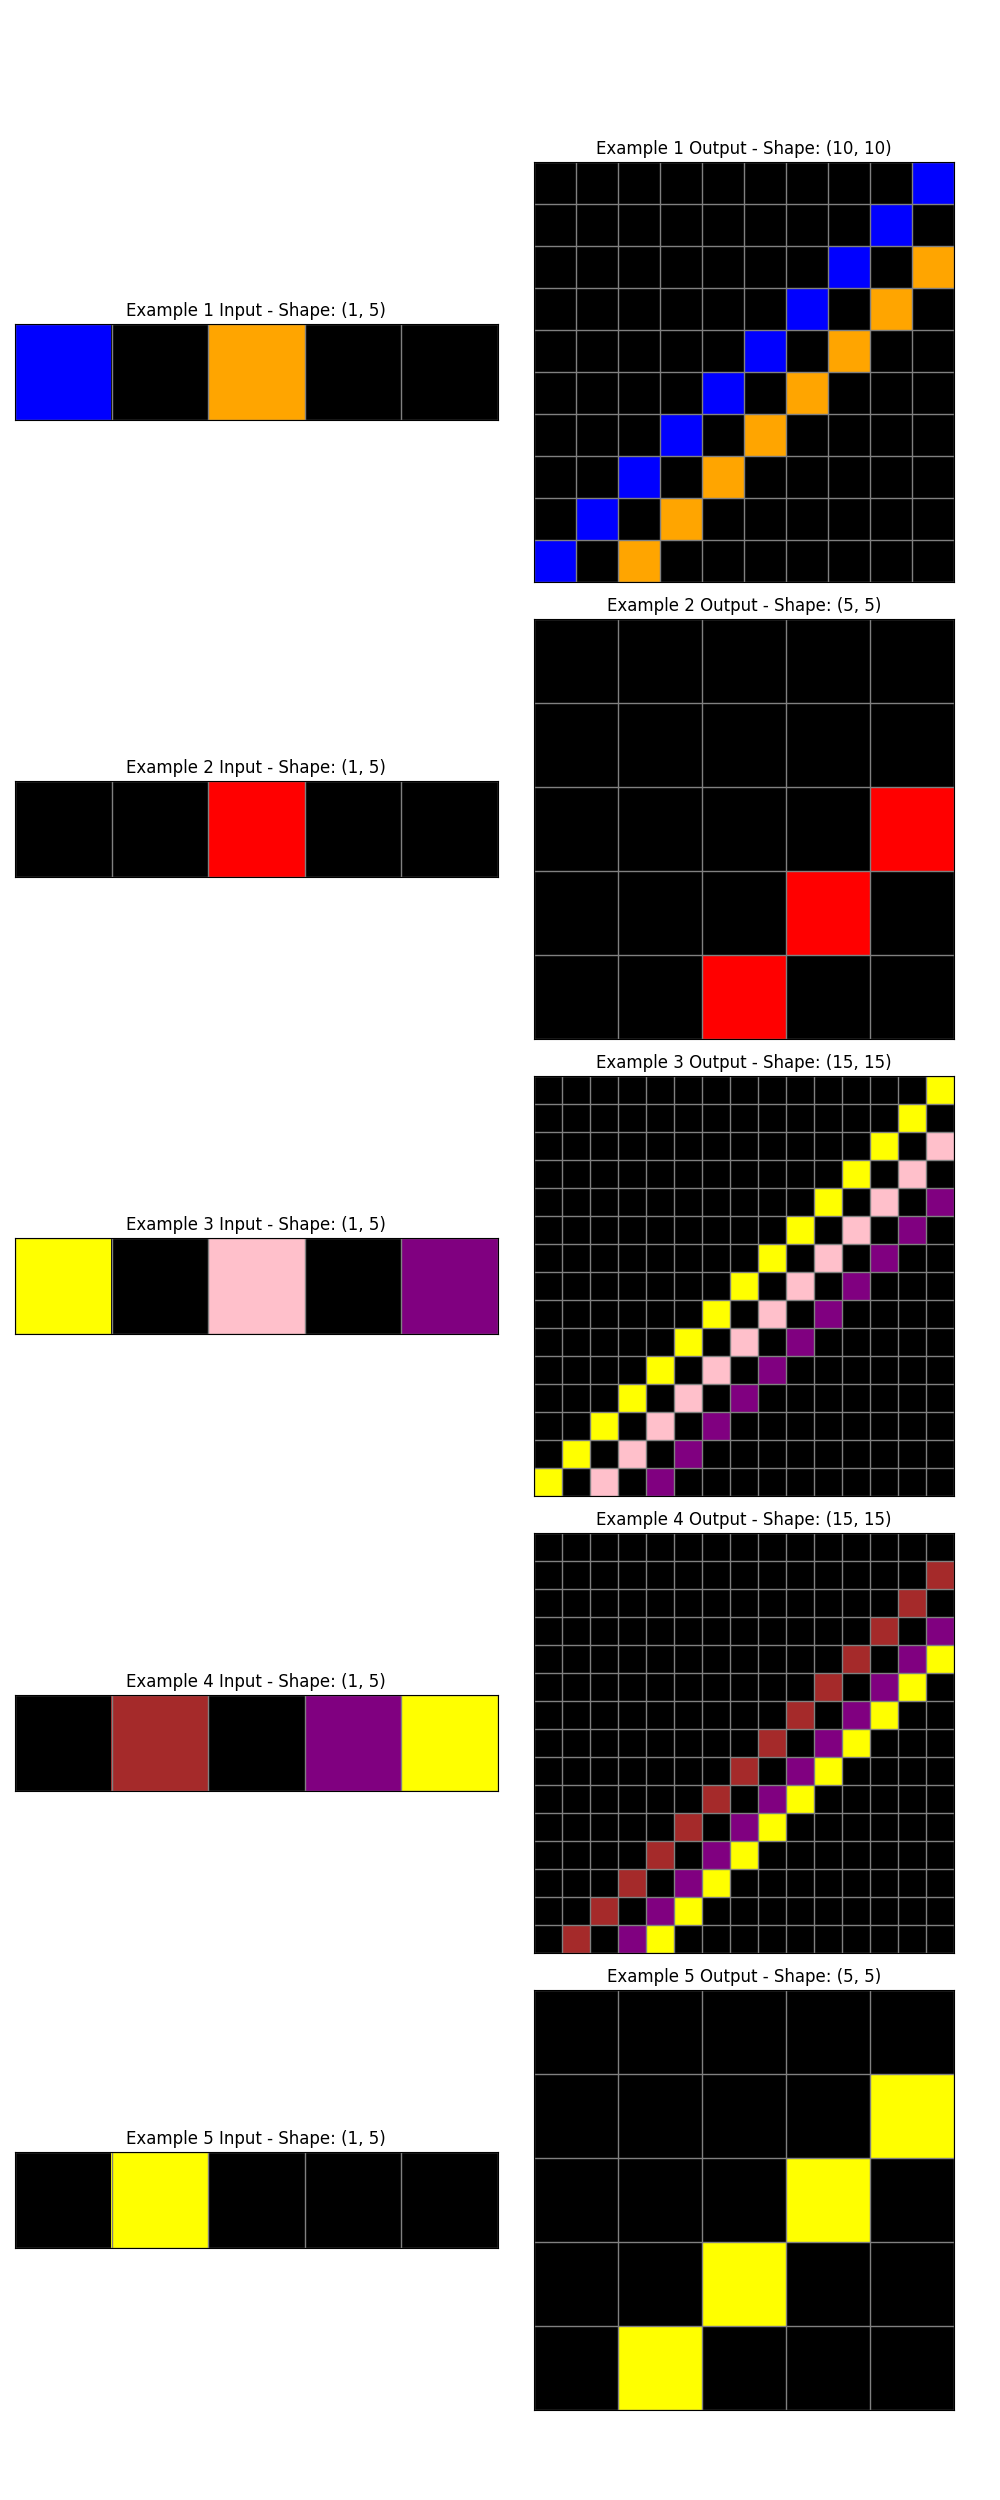 Example 1 Output - Shape: (10, 10)
Example 1 Input - Shape: (1, 5)
Example 2 Output - Shape: (5, 5)
Example 2 Input - Shape: (1, 5)
Example 3 Output - Shape: (15, 15)
Example 3 Input - Shape: (1, 5)
Example 4 Output - Shape: (15, 15)
Example 4 Input - Shape: (1, 5)
Example 5 Output - Shape: (5, 5)
Example 5 Input - Shape: (1, 5)